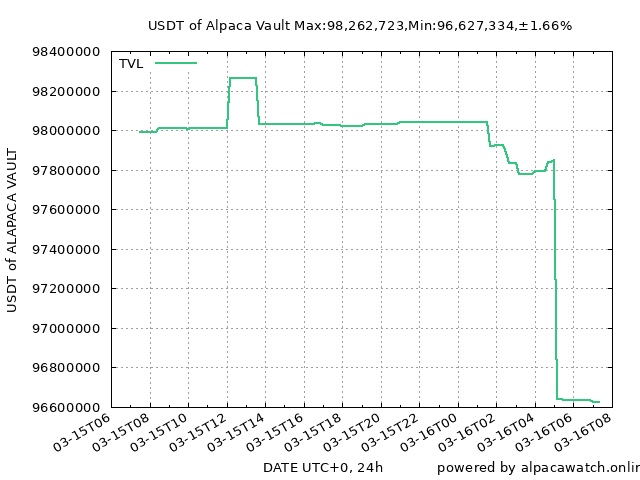 USDT of Alpaca Vault Max:98,262,723,Min:96,627,334,±1.66%
TVL
98400000
98200000
98000000
97800000
97600000
97400000
97200000
97000000
96800000
96600000
USDT of ALAPACA VAULT
03-15T06
03-15T08
03-15T10
03-15T12
03-15T14
03-15T16
03-15T18
03-15T20
03-15T22
03-16T00
03-16T02
03-16T04
03-16T06
03-16T08
DATE UTC+0, 24h
powered by alpacawatch.onlin